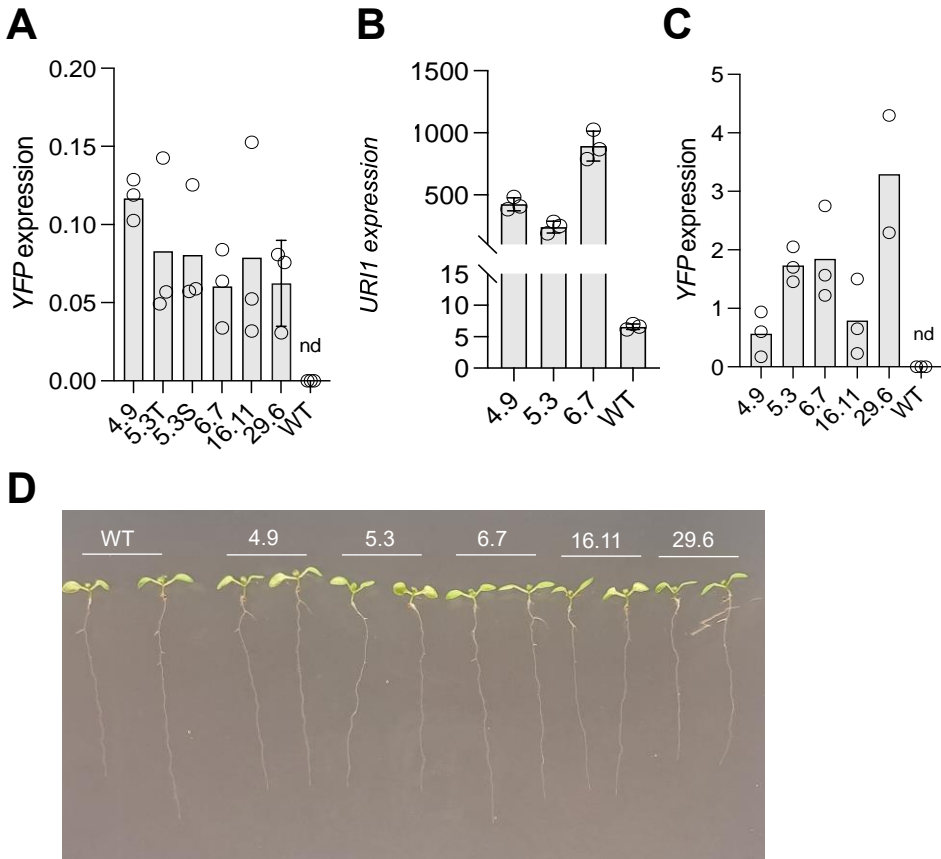 A
YFP expression
0.20
0.15
0.10
0.05
0.00
nd
4.9
5.3T
5.3S
6.7
16.11
29.6
WT
B
URI1 expression
1500
1000
500
15
10
5
0
4.9
5.3
6.7
WT
C
YFP expression
5
4
3
2
1
0
nd
4.9
5.3
6.7
16.11
29.6
WT
D
WT 4.9 5.3 6.7 16.11 29.6